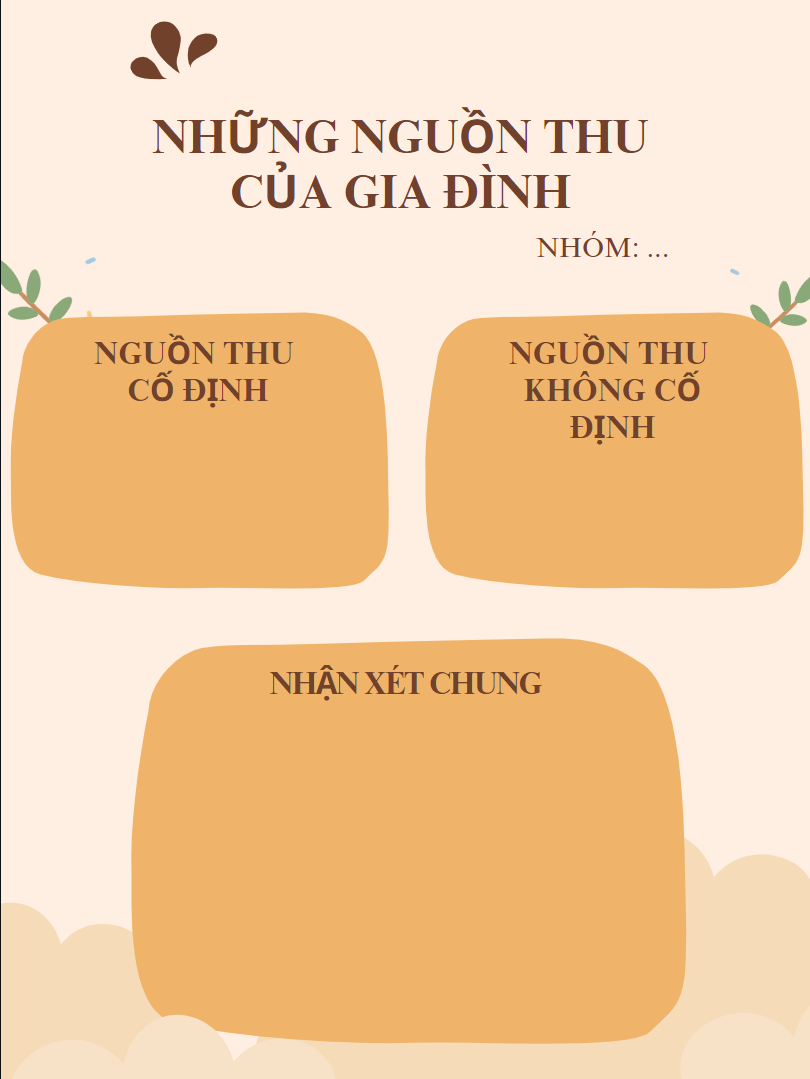 NHỮNG NGUỒN THU
CỦA GIA ĐÌNH
NHÓM: ...
NGUỒN THU
CỐ ĐỊNH
NGUỒN THU
KHÔNG CỐ
ĐỊNH
NHẬN XÉT CHUNG